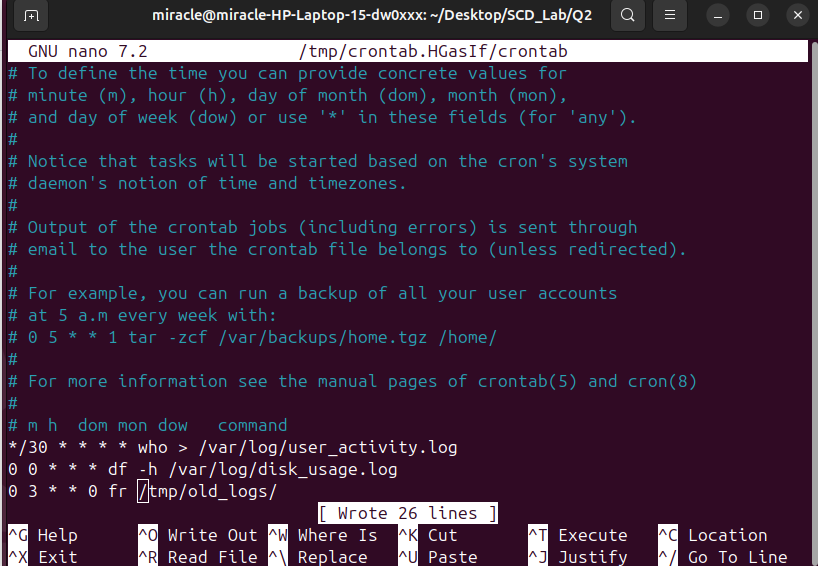 miracle@miracle-HP-Laptop-15-dw0xxx: ~/Desktop/SCD_Lab/Q2
GNU nano 7.2 /tmp/crontab.HGasIf/crontab
# To define the time you can provide concrete values for
# minute (m), hour (h), day of month (dom), month (mon),
# and day of week (dow) or use '*' in these fields (for 'any').
#
# Notice that tasks will be started based on the cron's system
# daemon's notion of time and timezones.
#
# Output of the crontab jobs (including errors) is sent through
# email to the user the crontab file belongs to (unless redirected).
#
# For example, you can run a backup of all your user accounts
# at 5 a.m every week with:
# 0 5 * * 1 tar -zcf /var/backups/home.tgz /home/
#
# For more information see the manual pages of crontab(5) and cron(8)
#
# m h  dom mon dow   command
*/30 * * * * who > /var/log/user_activity.log
0 0 * * * df -h /var/log/disk_usage.log
0 3 * * 0 fr /tmp/old_logs/
[ Wrote 26 lines ]
^G Help ^O Write Out ^W Where Is ^K Cut ^T Execute ^C Location
^X Exit ^R Read File ^\ Replace ^U Paste ^J Justify ^/ Go To Line